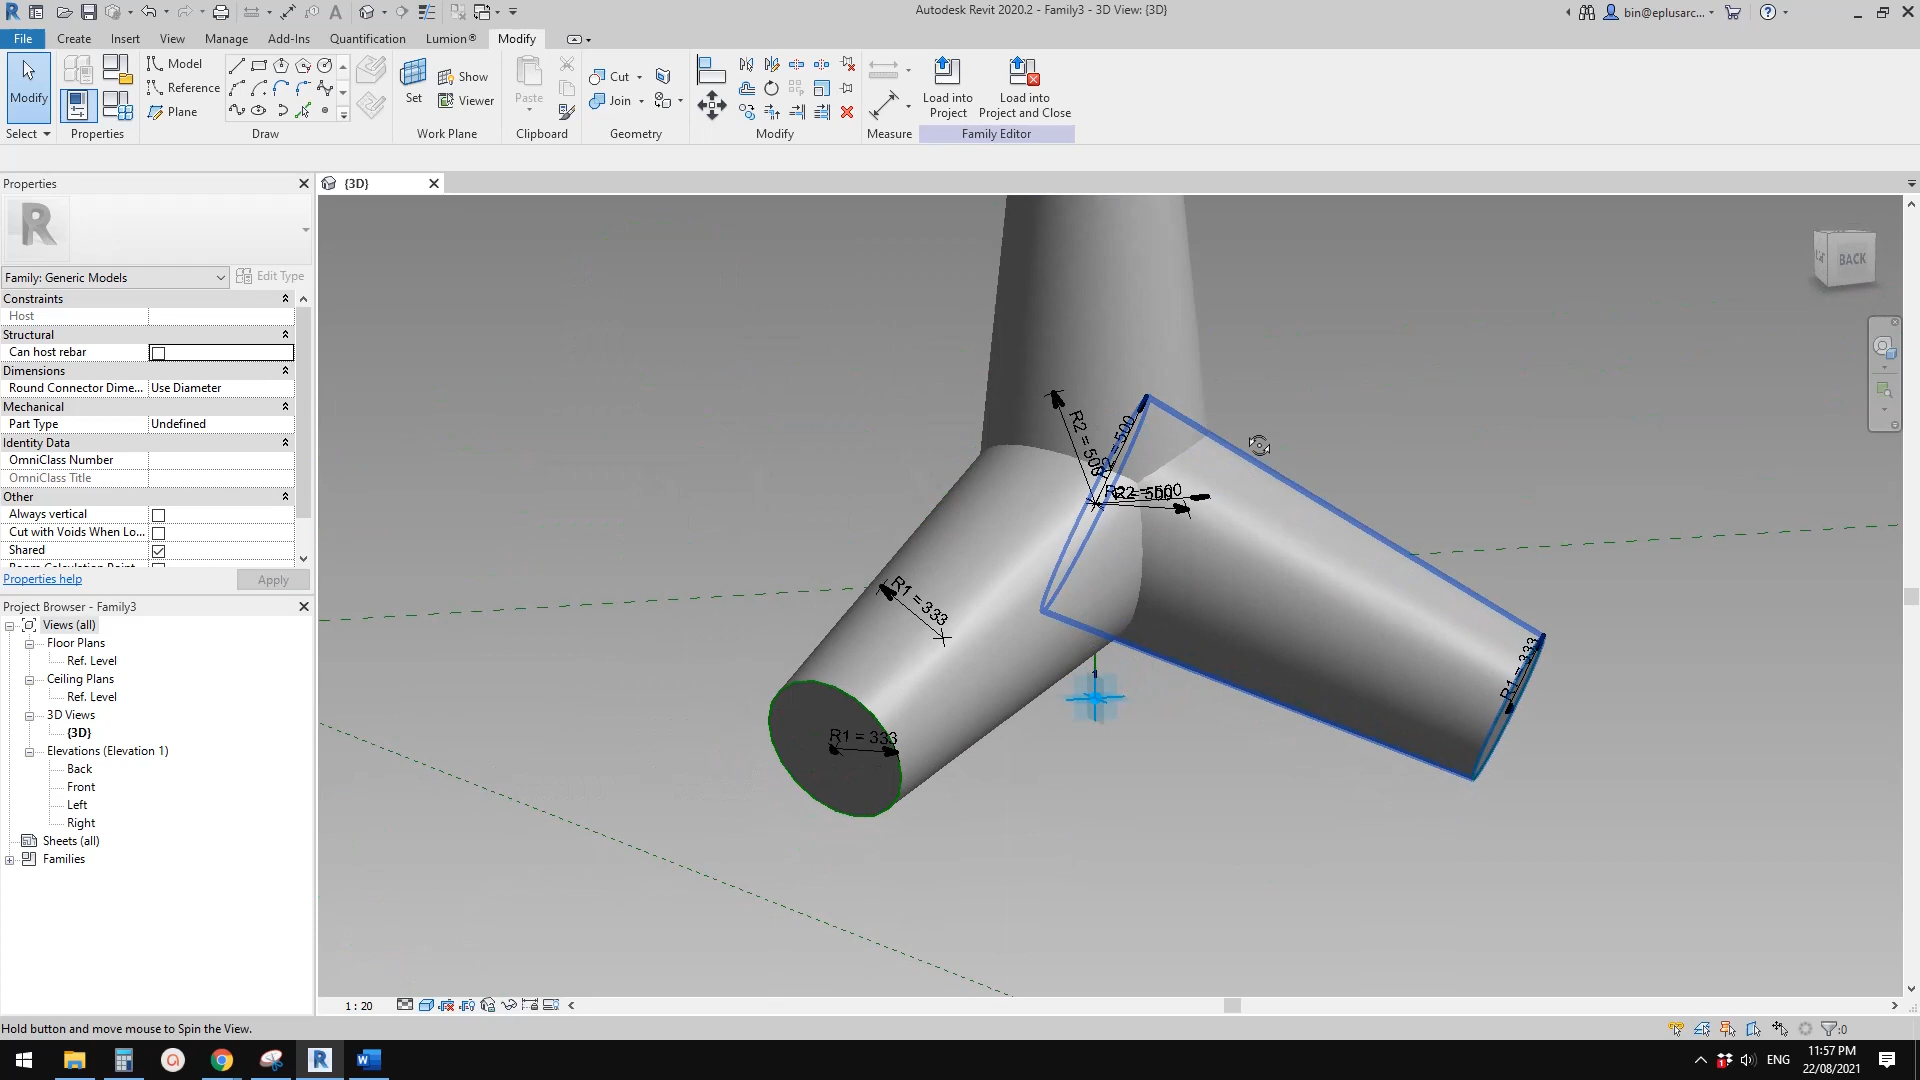 Autodesk Revit 2020.2 - Family3 - 3D View: {3D}
bin@eplusarc...
File Create Insert View Manage Add-Ins Quantification Lumion® Modify
Modify
Select
Properties
Model
Reference
Plane
Draw
Set
Show
Viewer
Work Plane
Paste
Clipboard
Cut
Join
Geometry
Modify
Measure
Load into
Project
Load into
Project and Close
Family Editor
Properties
{3D}
Family: Generic Models
Edit Type
Constraints
Host
Structural
Can host rebar
Dimensions
Round Connector Dime... Use Diameter
Mechanical
Part Type Undefined
Identity Data
OmniClass Number
OmniClass Title
Other
Always vertical
Cut with Voids When Lo...
Shared
Properties help
Apply
Project Browser - Family3
Views (all)
Floor Plans
Ref. Level
Ceiling Plans
Ref. Level
3D Views
{3D}
Elevations (Elevation 1)
Back
Front
Left
Right
Sheets (all)
Families
BACK
R2 = 500
R2 = 500
R2 = 500
R1 = 333
R1 = 333
R1 = 333
1
1 : 20
Hold button and move mouse to Spin the View.
:0
ENG
11:57 PM
22/08/2021